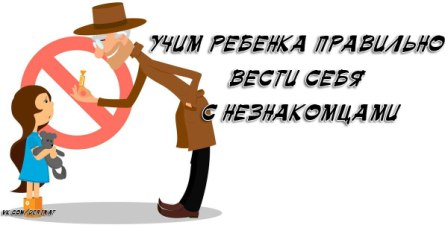 УЧИМ РЕБЕНКА ПРАВИЛЬНО
ВЕСТИ СЕБЯ
С НЕЗНАКОМЦАМИ